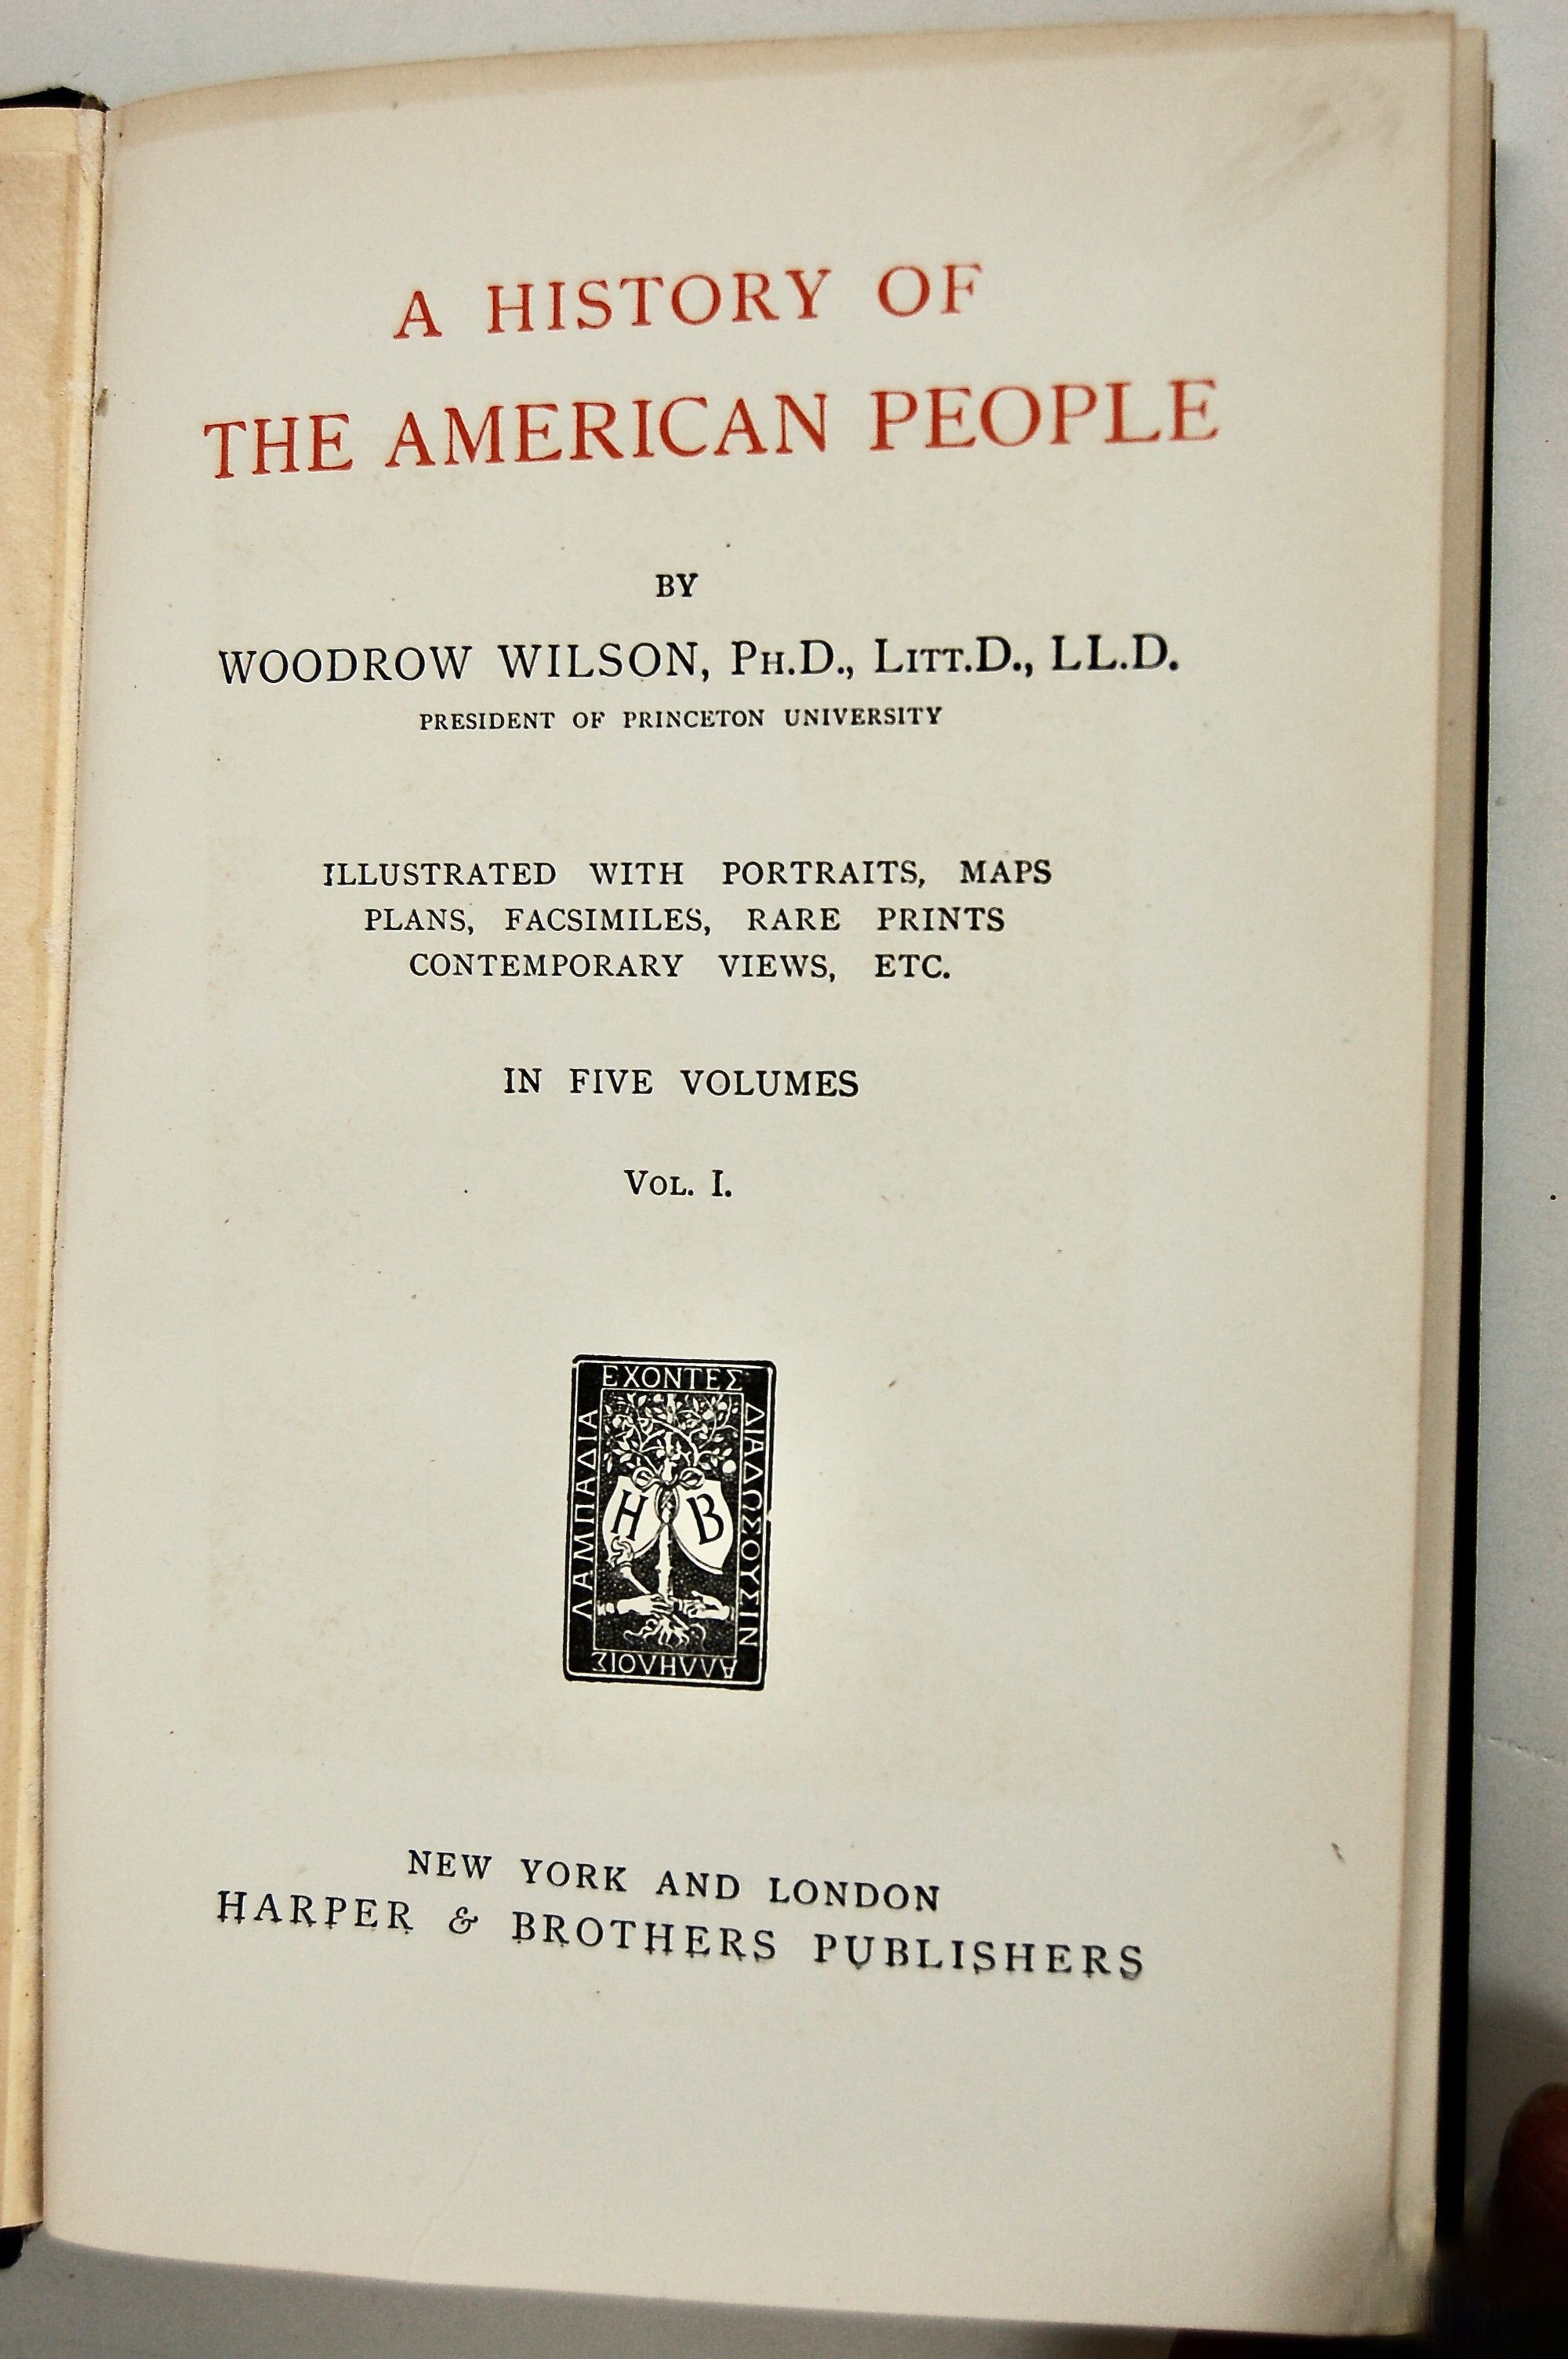 A HISTORY OF
THE AMERICAN PEOPLE
BY
WOODROW WILSON, PH.D., LITT.D., LL.D.
PRESIDENT OF PRINCETON UNIVERSITY
ILLUSTRATED WITH PORTRAITS, MAPS
PLANS, FACSIMILES, RARE PRINTS
CONTEMPORARY VIEWS, ETC.
IN FIVE VOLUMES
VOL. I.
ΛΑΜΠΑΔΙΑ
ΕΧΟΝΤΕΣ
ΔΙΑΔΩΣΟΥΣΙΝ
ΑΛΛΗΛΟΙΣ
H B
NEW YORK AND LONDON
HARPER & BROTHERS PUBLISHERS